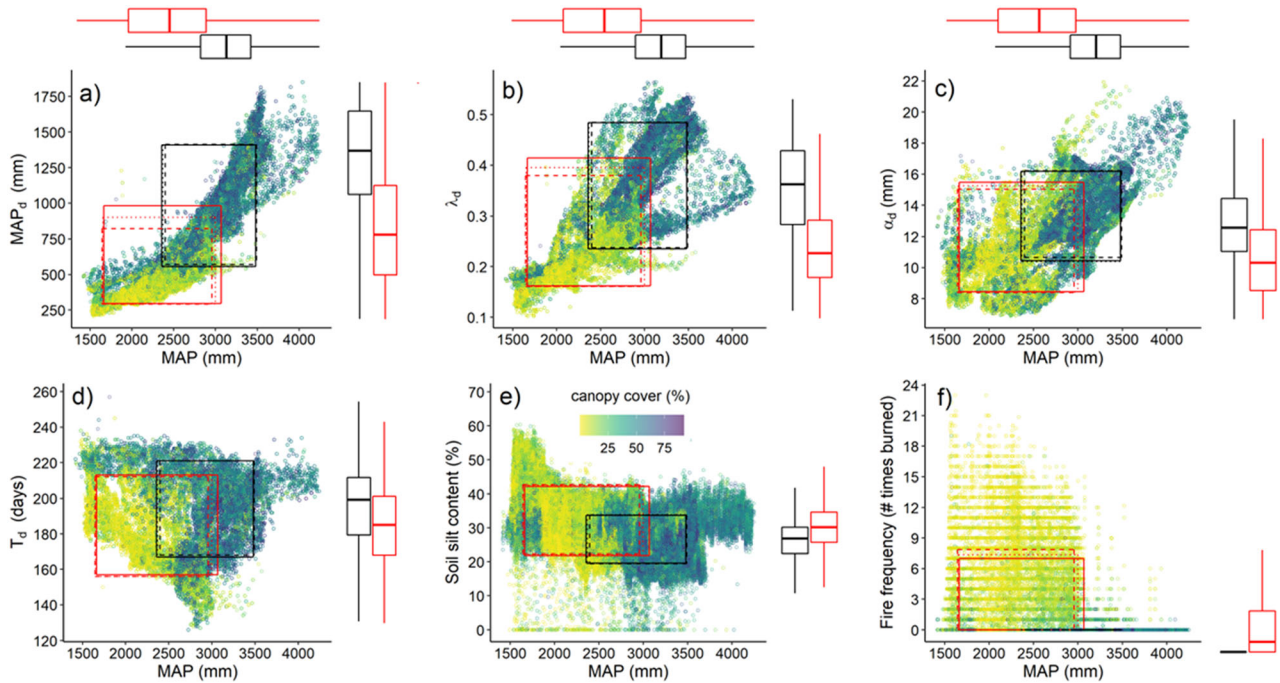 a)
MAPd (mm)
1750
1500
1250
1000
750
500
250
1500 2000 2500 3000 3500 4000
MAP (mm)
b)
λd
0.5
0.4
0.3
0.2
0.1
1500 2000 2500 3000 3500 4000
MAP (mm)
c)
αd (mm)
22
20
18
16
14
12
10
8
1500 2000 2500 3000 3500 4000
MAP (mm)
d)
Td (days)
260
240
220
200
180
160
140
120
1500 2000 2500 3000 3500 4000
MAP (mm)
e)
canopy cover (%)
25 50 75
Soil silt content (%)
70
60
50
40
30
20
10
0
1500 2000 2500 3000 3500 4000
MAP (mm)
f)
Fire frequency (# times burned)
24
21
18
15
12
9
6
3
0
1500 2000 2500 3000 3500 4000
MAP (mm)